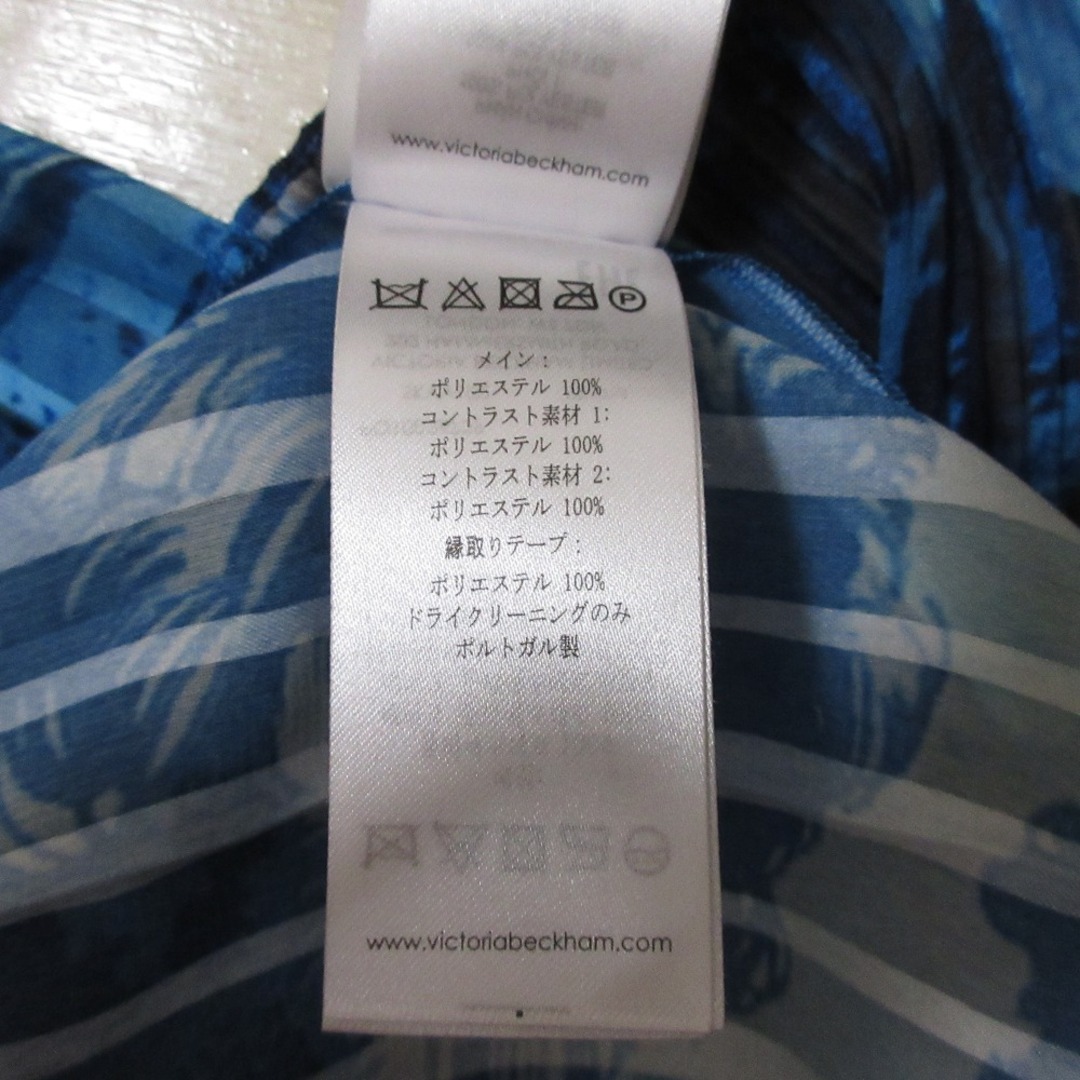 www.victoriabeckham.com
P
メイン:
ポリエステル 100%
コントラスト素材 1:
ポリエステル 100%
コントラスト素材 2:
ポリエステル 100%
縁取りテープ:
ポリエステル 100%
ドライクリーニングのみ
ポルトガル製
www.victoriabeckham.com